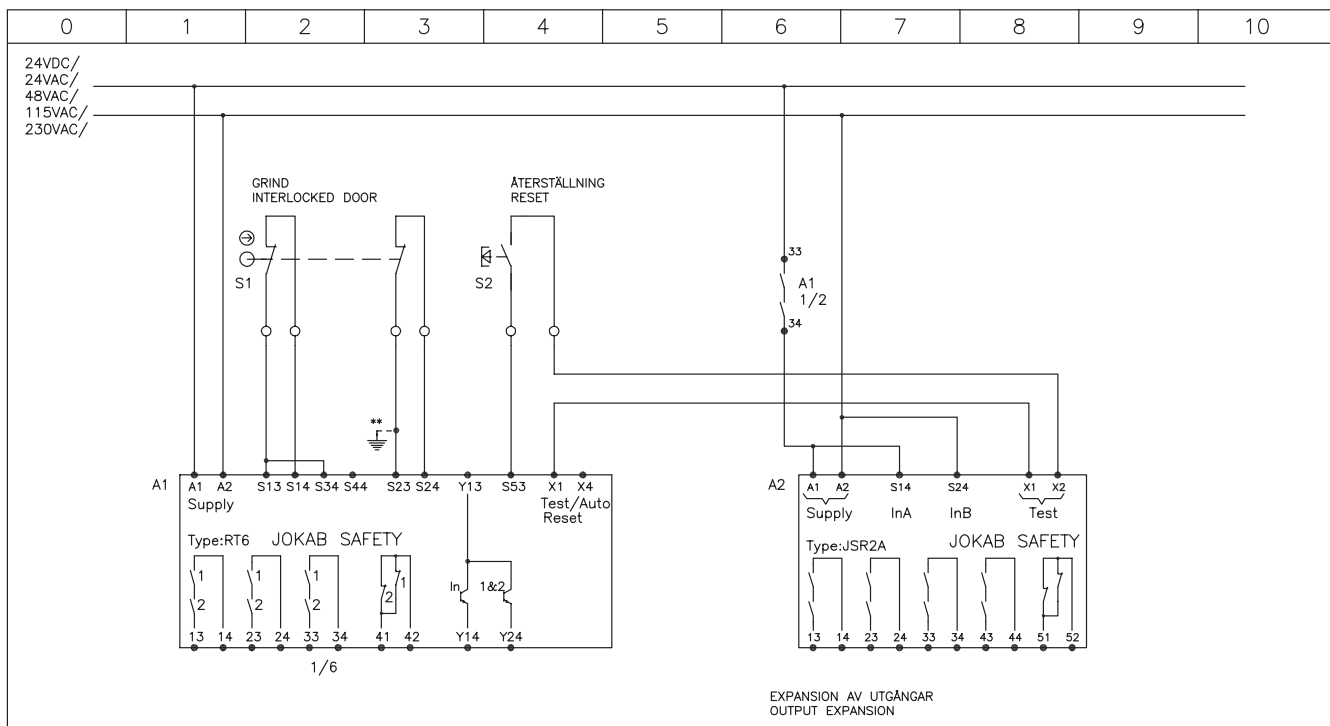 0 1 2 3 4 5 6 7 8 9 10
24VDC/
24VAC/
48VAC/
115VAC/
230VAC/
GRIND
INTERLOCKED DOOR
ÅTERSTÄLLNING
RESET
S1
S2
33
A1
1/2
34
**
A1
A1 A2 S13 S14 S34 S44 S23 S24 Y13 S53 X1 X4
Supply
Test/Auto
Reset
Type:RT6 JOKAB SAFETY
1 1 1 1 In 1&2
2 2 2 2
13 14 23 24 33 34 41 42 Y14 Y24
1/6
A2
A1 A2 S14 S24 X1 X2
Supply InA InB Test
Type:JSR2A JOKAB SAFETY
13 14 23 24 33 34 43 44 51 52
EXPANSION AV UTGÅNGAR
OUTPUT EXPANSION